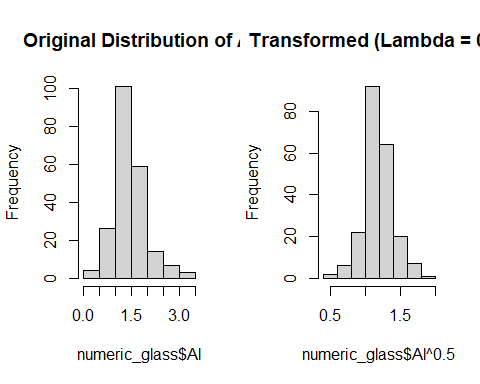 Original Distribution of
Frequency
0 20 40 60 80 100
0.0 1.5 3.0
numeric_glass$Al
Transformed (Lambda = 0
Frequency
0 20 40 60 80
0.5 1.5
numeric_glass$Al^0.5